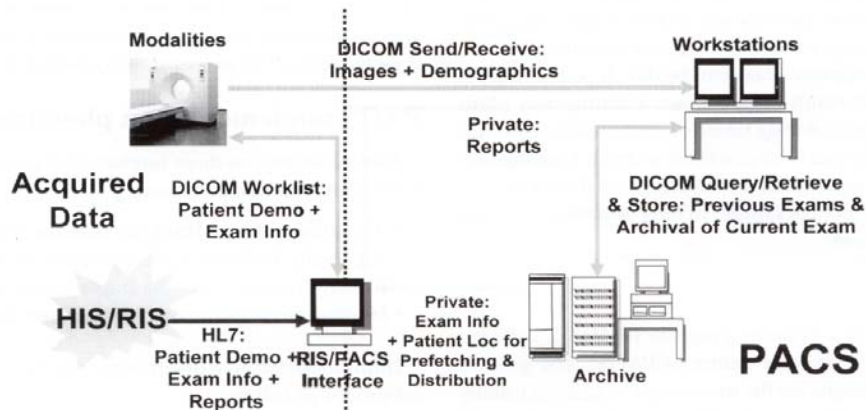 Modalities
DICOM Send/Receive:
Images + Demographics
Workstations
Private:
Reports
Acquired
Data
DICOM Worklist:
Patient Demo +
Exam Info
DICOM Query/Retrieve
& Store: Previous Exams &
Archival of Current Exam
HIS/RIS
HL7:
Patient Demo +
Exam Info +
Reports
RIS/PACS
Interface
Private:
Exam Info
+ Patient Loc for
Prefetching &
Distribution
Archive
PACS